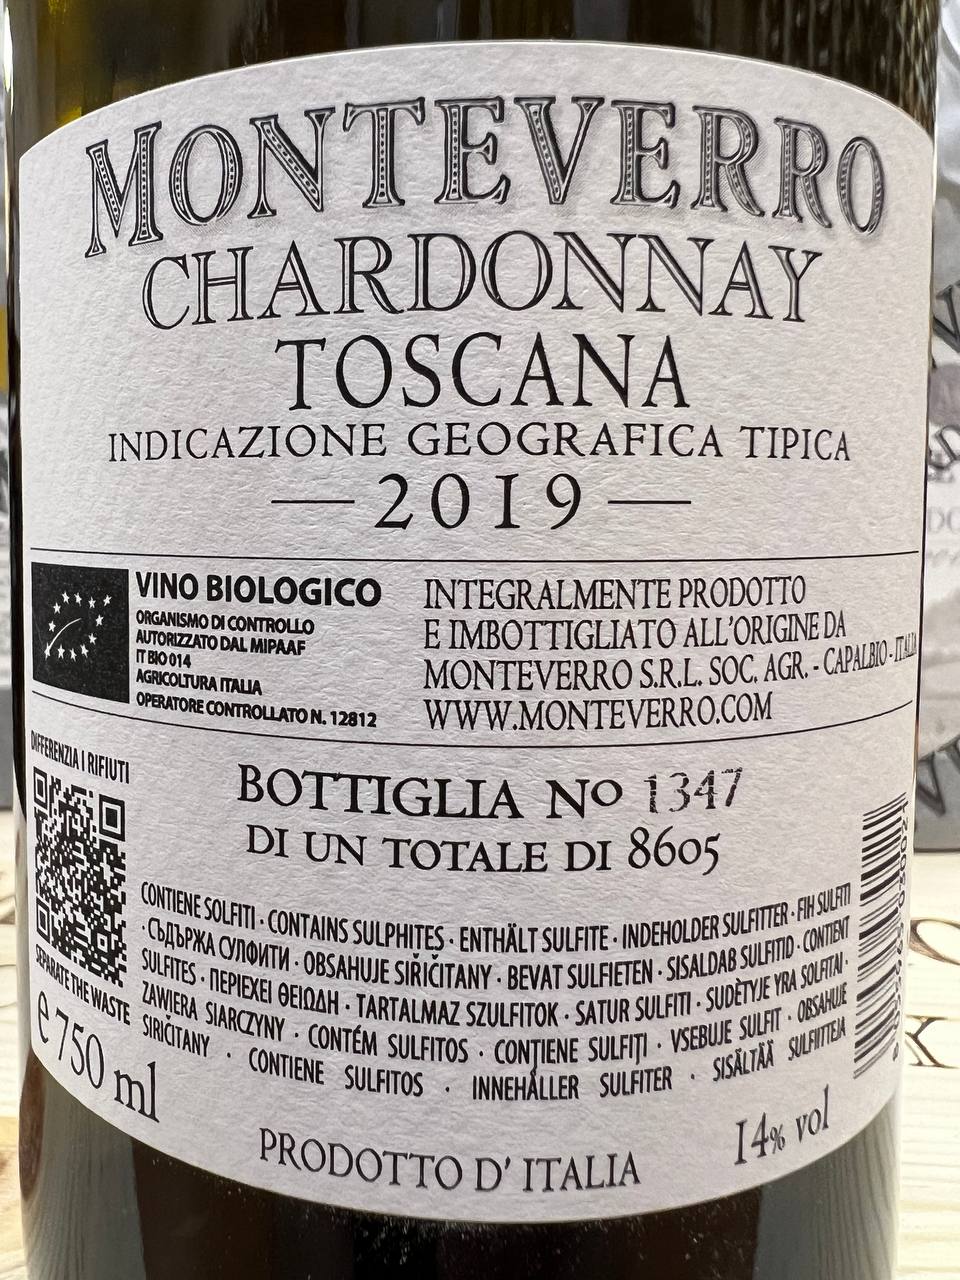 MONTEVERRO
CHARDONNAY
TOSCANA
INDICAZIONE GEOGRAFICA TIPICA
— 2019 —
VINO BIOLOGICO
ORGANISMO DI CONTROLLO
AUTORIZZATO DAL MIPAAF
IT BIO 014
AGRICOLTURA ITALIA
OPERATORE CONTROLLATO N. 12812
INTEGRALMENTE PRODOTTO
E IMBOTTIGLIATO ALL'ORIGINE DA
MONTEVERRO S.R.L. SOC. AGR. - CAPALBIO - ITALIA
WWW.MONTEVERRO.COM
DIFFERENZIA I RIFIUTI
SEPARATE THE WASTE
BOTTIGLIA NO 1347
DI UN TOTALE DI 8605
CONTIENE SOLFITI · CONTAINS SULPHITES · ENTHÄLT SULFITE · INDEHOLDER SULFITTER · FIH SULFITI
· СЪДЪРЖА СУЛФИТИ · OBSAHUJE SIŘIČITANY · BEVAT SULFIETEN · SISALDAB SULFITID · CONTIENT
SULFITES · ΠΕΡΙΕΧΕΙ ΘΕΙΩΔΗ · TARTALMAZ SZULFITOK · SATUR SULFITI · SUDĖTYJE YRA SOLFITAI ·
ZAWIERA SIARCZYNY · CONTÉM SULFITOS · CONŢIENE SULFIŢI · VSEBUJE SULFIT · OBSAHUJE
SIRIČITANY · CONTIENE SULFITOS · INNEHÅLLER SULFITER · SISÄLTÄÄ SULFIITTEJA
e 750 ml
PRODOTTO D' ITALIA
14% vol